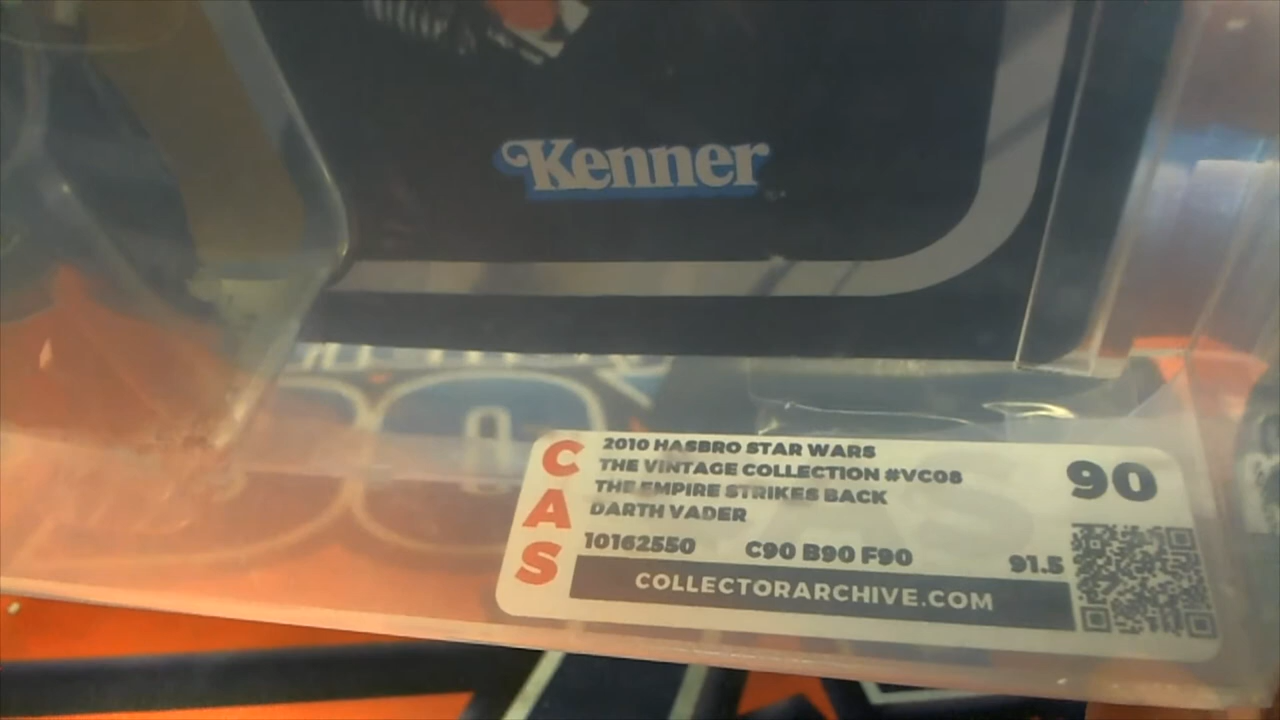 Kenner
CAS
2010 HASBRO STAR WARS
THE VINTAGE COLLECTION #VC08
THE EMPIRE STRIKES BACK
DARTH VADER
10162550 C90 B90 F90 91.5
90
COLLECTORARCHIVE.COM